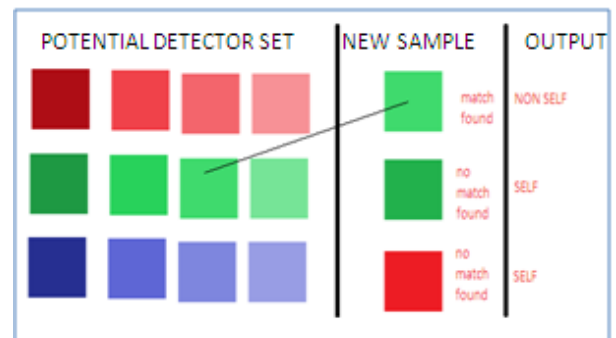 POTENTIAL DETECTOR SET
NEW SAMPLE
OUTPUT
match
found
NON SELF
no
match
found
SELF
no
match
found
SELF